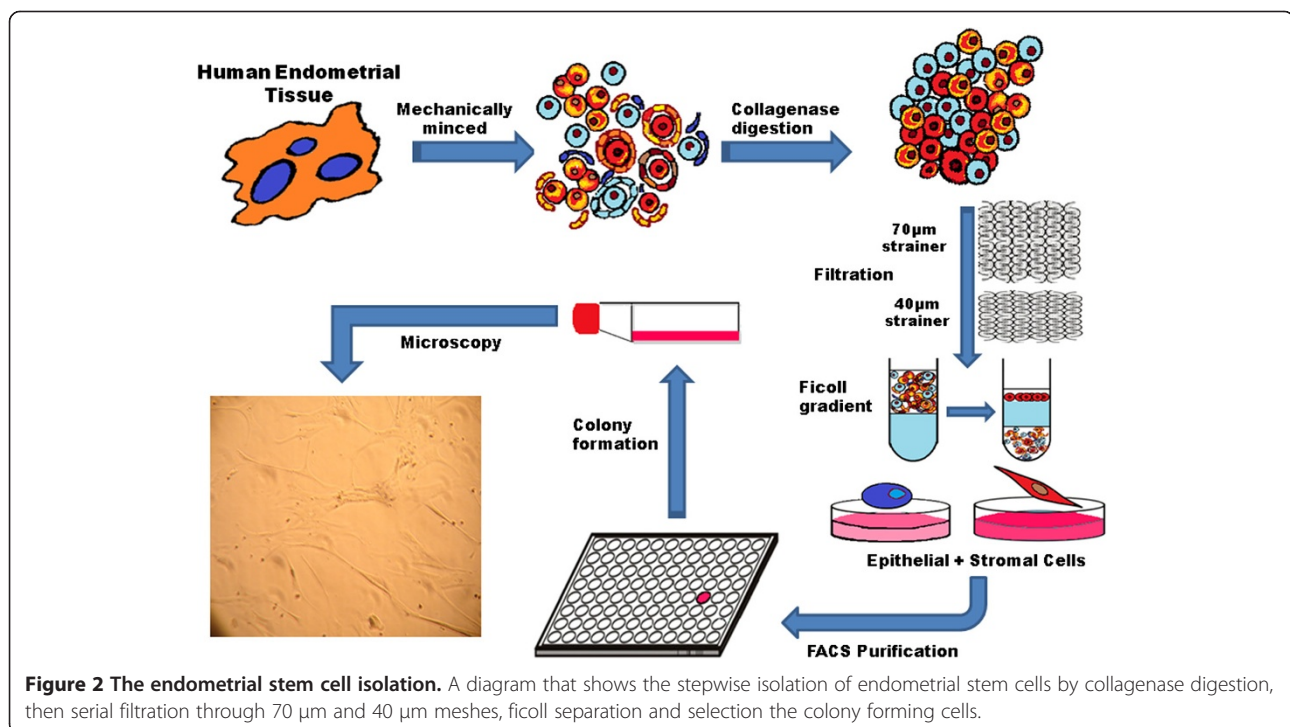 Human Endometrial
Tissue
Mechanically
minced
Collagenase
digestion
70µm
strainer
Filtration
40µm
strainer
Ficoll
gradient
Epithelial + Stromal Cells
FACS Purification
Colony
formation
Microscopy
Figure 2 The endometrial stem cell isolation. A diagram that shows the stepwise isolation of endometrial stem cells by collagenase digestion,
then serial filtration through 70 μm and 40 μm meshes, ficoll separation and selection the colony forming cells.